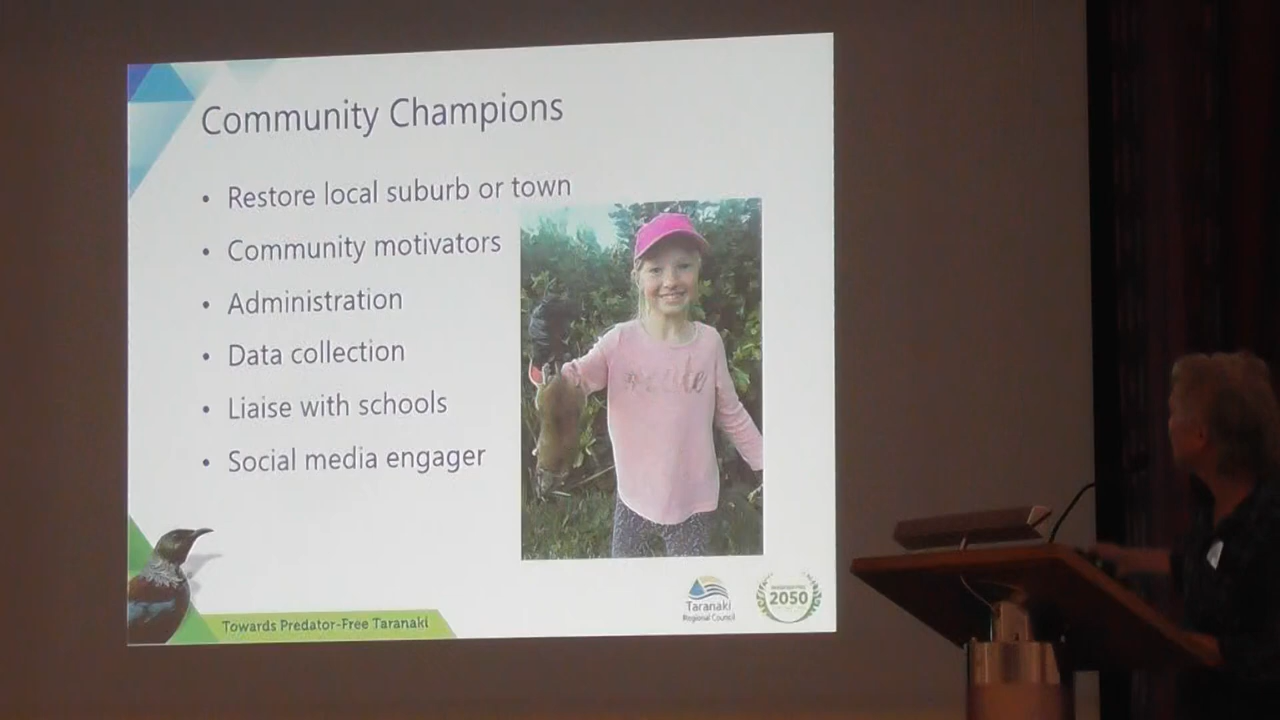 Community Champions
• Restore local suburb or town
• Community motivators
• Administration
• Data collection
• Liaise with schools
• Social media engager
#cute
Towards Predator-Free Taranaki
Taranaki
Regional Council
2050